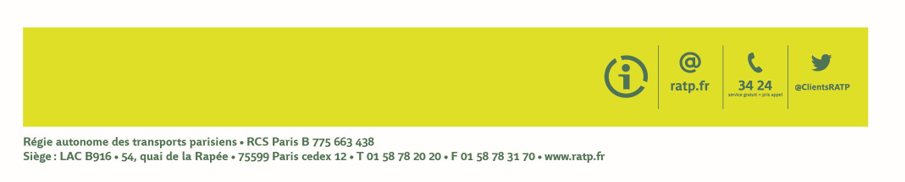 ratp.fr
34 24
service gratuit + prix appel
@ClientsRATP
Régie autonome des transports parisiens • RCS Paris B 775 663 438
Siège : LAC B916 • 54, quai de la Rapée • 75599 Paris cedex 12 • T 01 58 78 20 20 • F 01 58 78 31 70 • www.ratp.fr